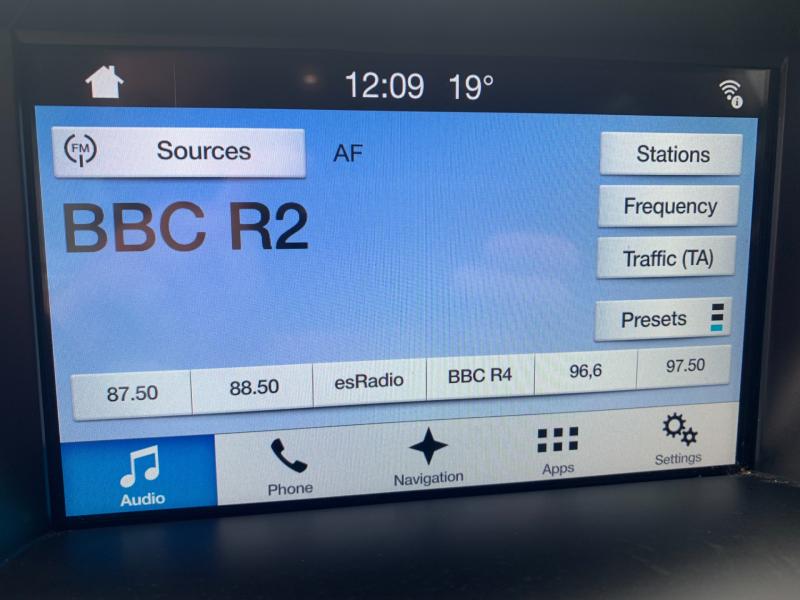 12:09 19°
FM Sources AF Stations
BBC R2
Frequency
Traffic (TA)
Presets
87.50 88.50 esRadio BBC R4 96,6 97.50
Audio Phone Navigation Apps Settings